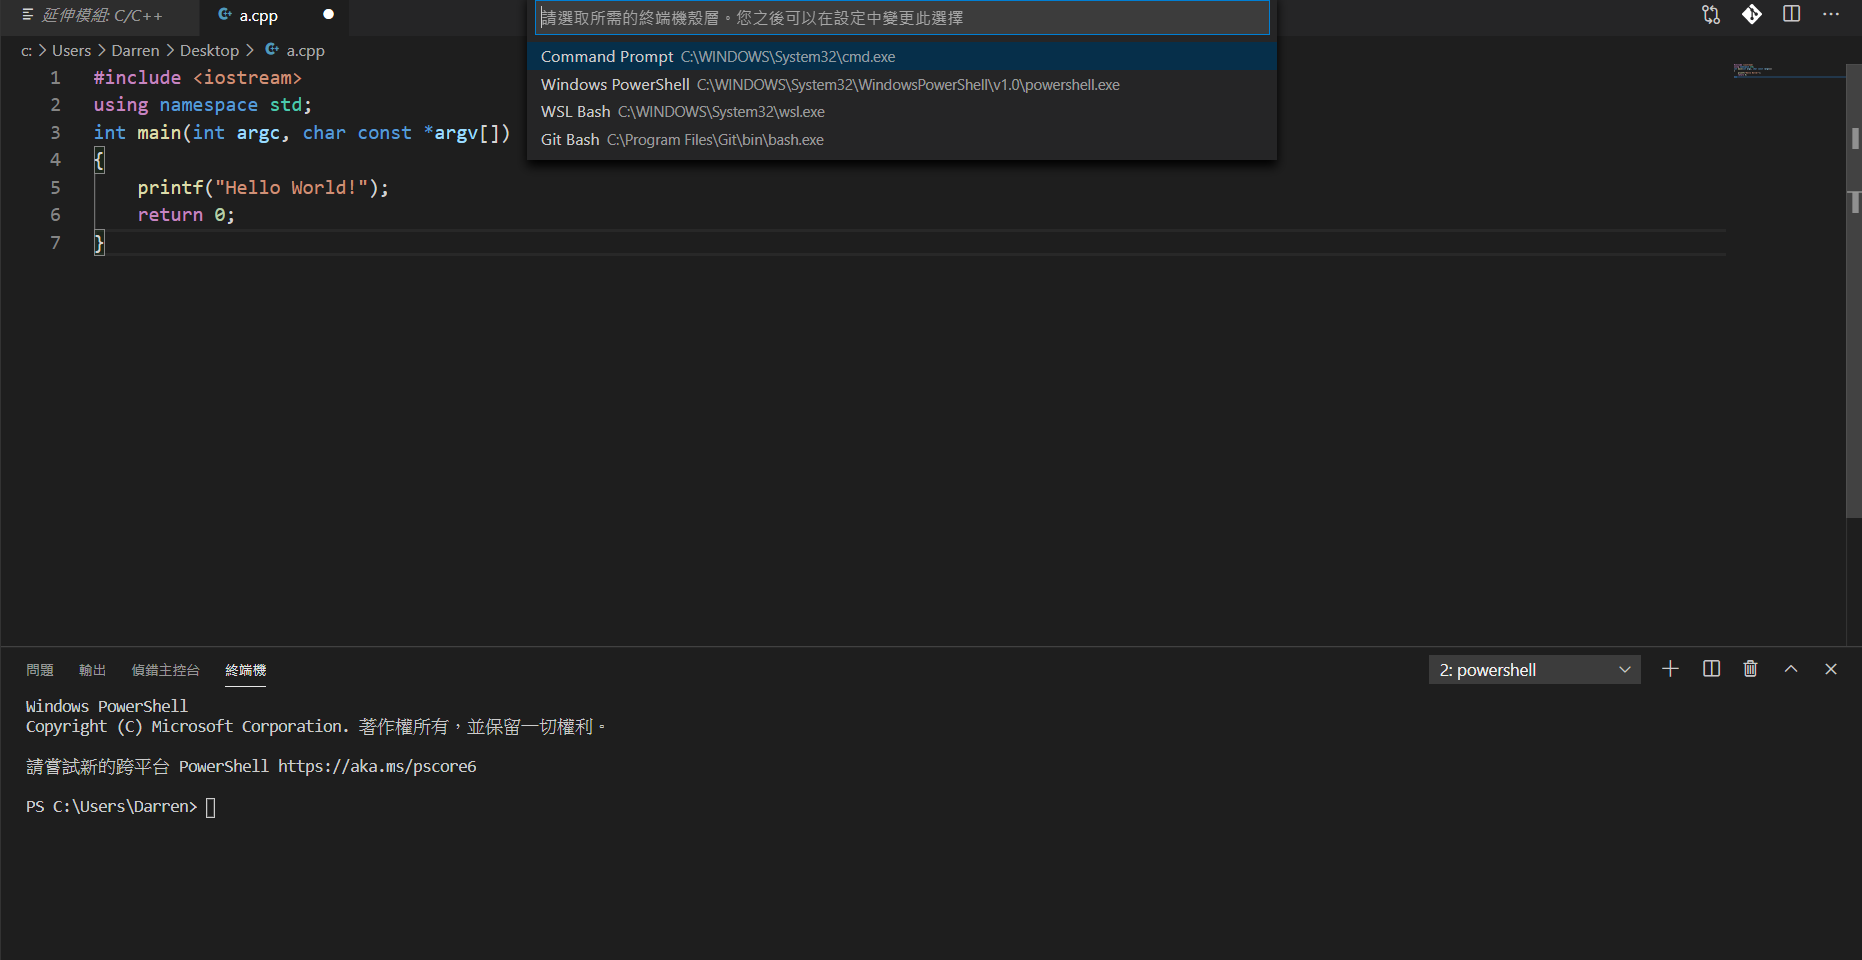 延伸模組: C/C++
a.cpp
請選取所需的終端機殼層。您之後可以在設定中變更此選擇
Command Prompt C:\WINDOWS\System32\cmd.exe
Windows PowerShell C:\WINDOWS\System32\WindowsPowerShell\v1.0\powershell.exe
WSL Bash C:\WINDOWS\System32\wsl.exe
Git Bash C:\Program Files\Git\bin\bash.exe
c: > Users > Darren > Desktop > a.cpp
1 #include <iostream>
2 using namespace std;
3 int main(int argc, char const *argv[])
4 {
5     printf("Hello World!");
6     return 0;
7 }
問題 輸出 偵錯主控台 終端機
2: powershell
Windows PowerShell
Copyright (C) Microsoft Corporation. 著作權所有，並保留一切權利。
請嘗試新的跨平台 PowerShell https://aka.ms/pscore6
PS C:\Users\Darren>